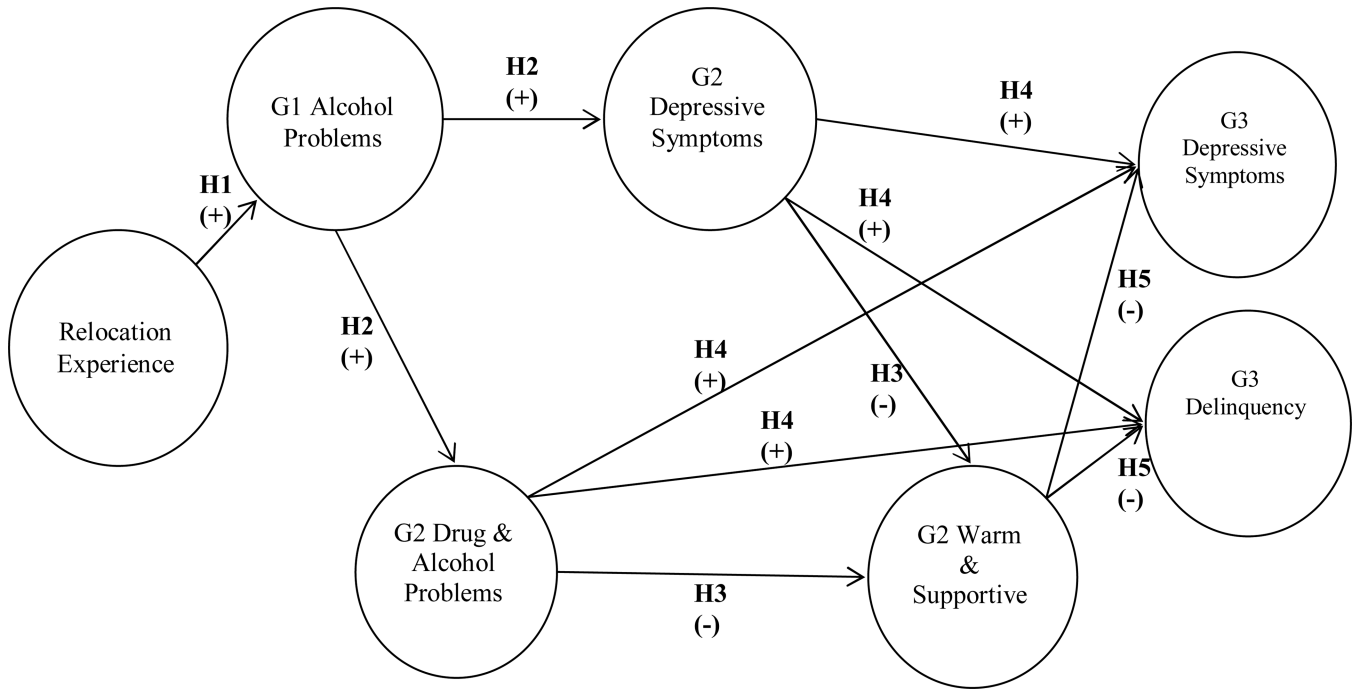 H2
(+)
G1 Alcohol
Problems
G2
Depressive
Symptoms
H4
(+)
G3
Depressive
Symptoms
H1
(+)
H4
(+)
Relocation
Experience
H2
(+)
H4
(+)
H3
(-)
H5
(-)
G3
Delinquency
H4
(+)
H5
(-)
G2 Drug &
Alcohol
Problems
H3
(-)
G2 Warm
&
Supportive